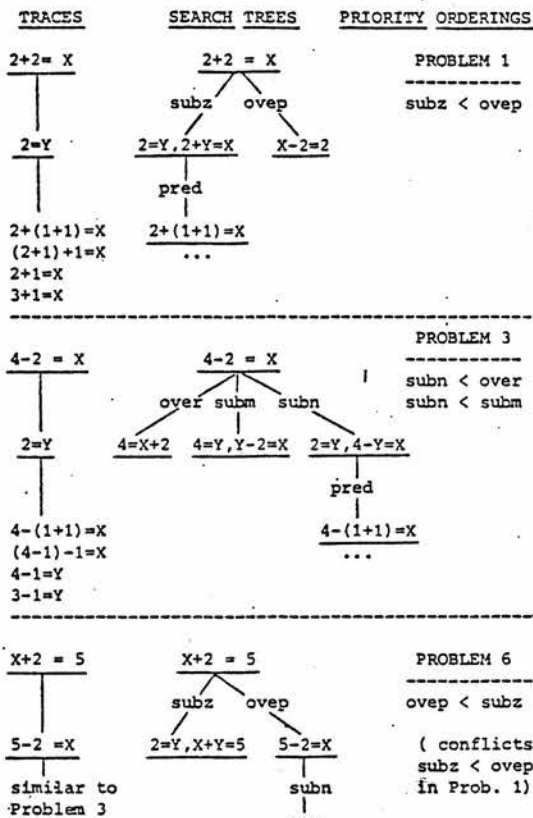 TRACES SEARCH TREES PRIORITY ORDERINGS
2+2= X 2+2 = X PROBLEM 1
subz ovep subz < ovep
2=Y 2=Y,2+Y=X X-2=2
pred
2+(1+1)=X 2+(1+1)=X
(2+1)+1=X ...
2+1=X
3+1=X
PROBLEM 3
4-2 = X 4-2 = X
subn < over
over subm subn subn < subm
2=Y 4=X+2 4=Y,Y-2=X 2=Y,4-Y=X
pred
4-(1+1)=X 4-(1+1)=X
(4-1)-1=X ...
4-1=Y
3-1=Y
X+2 = 5 X+2 = 5 PROBLEM 6
subz ovep ovep < subz
5-2 =X 2=Y,X+Y=5 5-2=X ( conflicts
subz < ovep
similar to subn in Prob. 1)
Problem 3